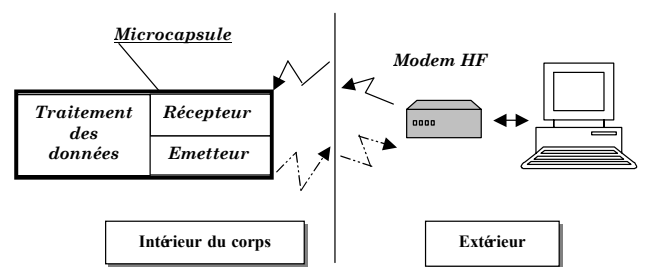 Microcapsule
Modem HF
Traitement
des
données
Récepteur
Emetteur
Intérieur du corps
Extérieur